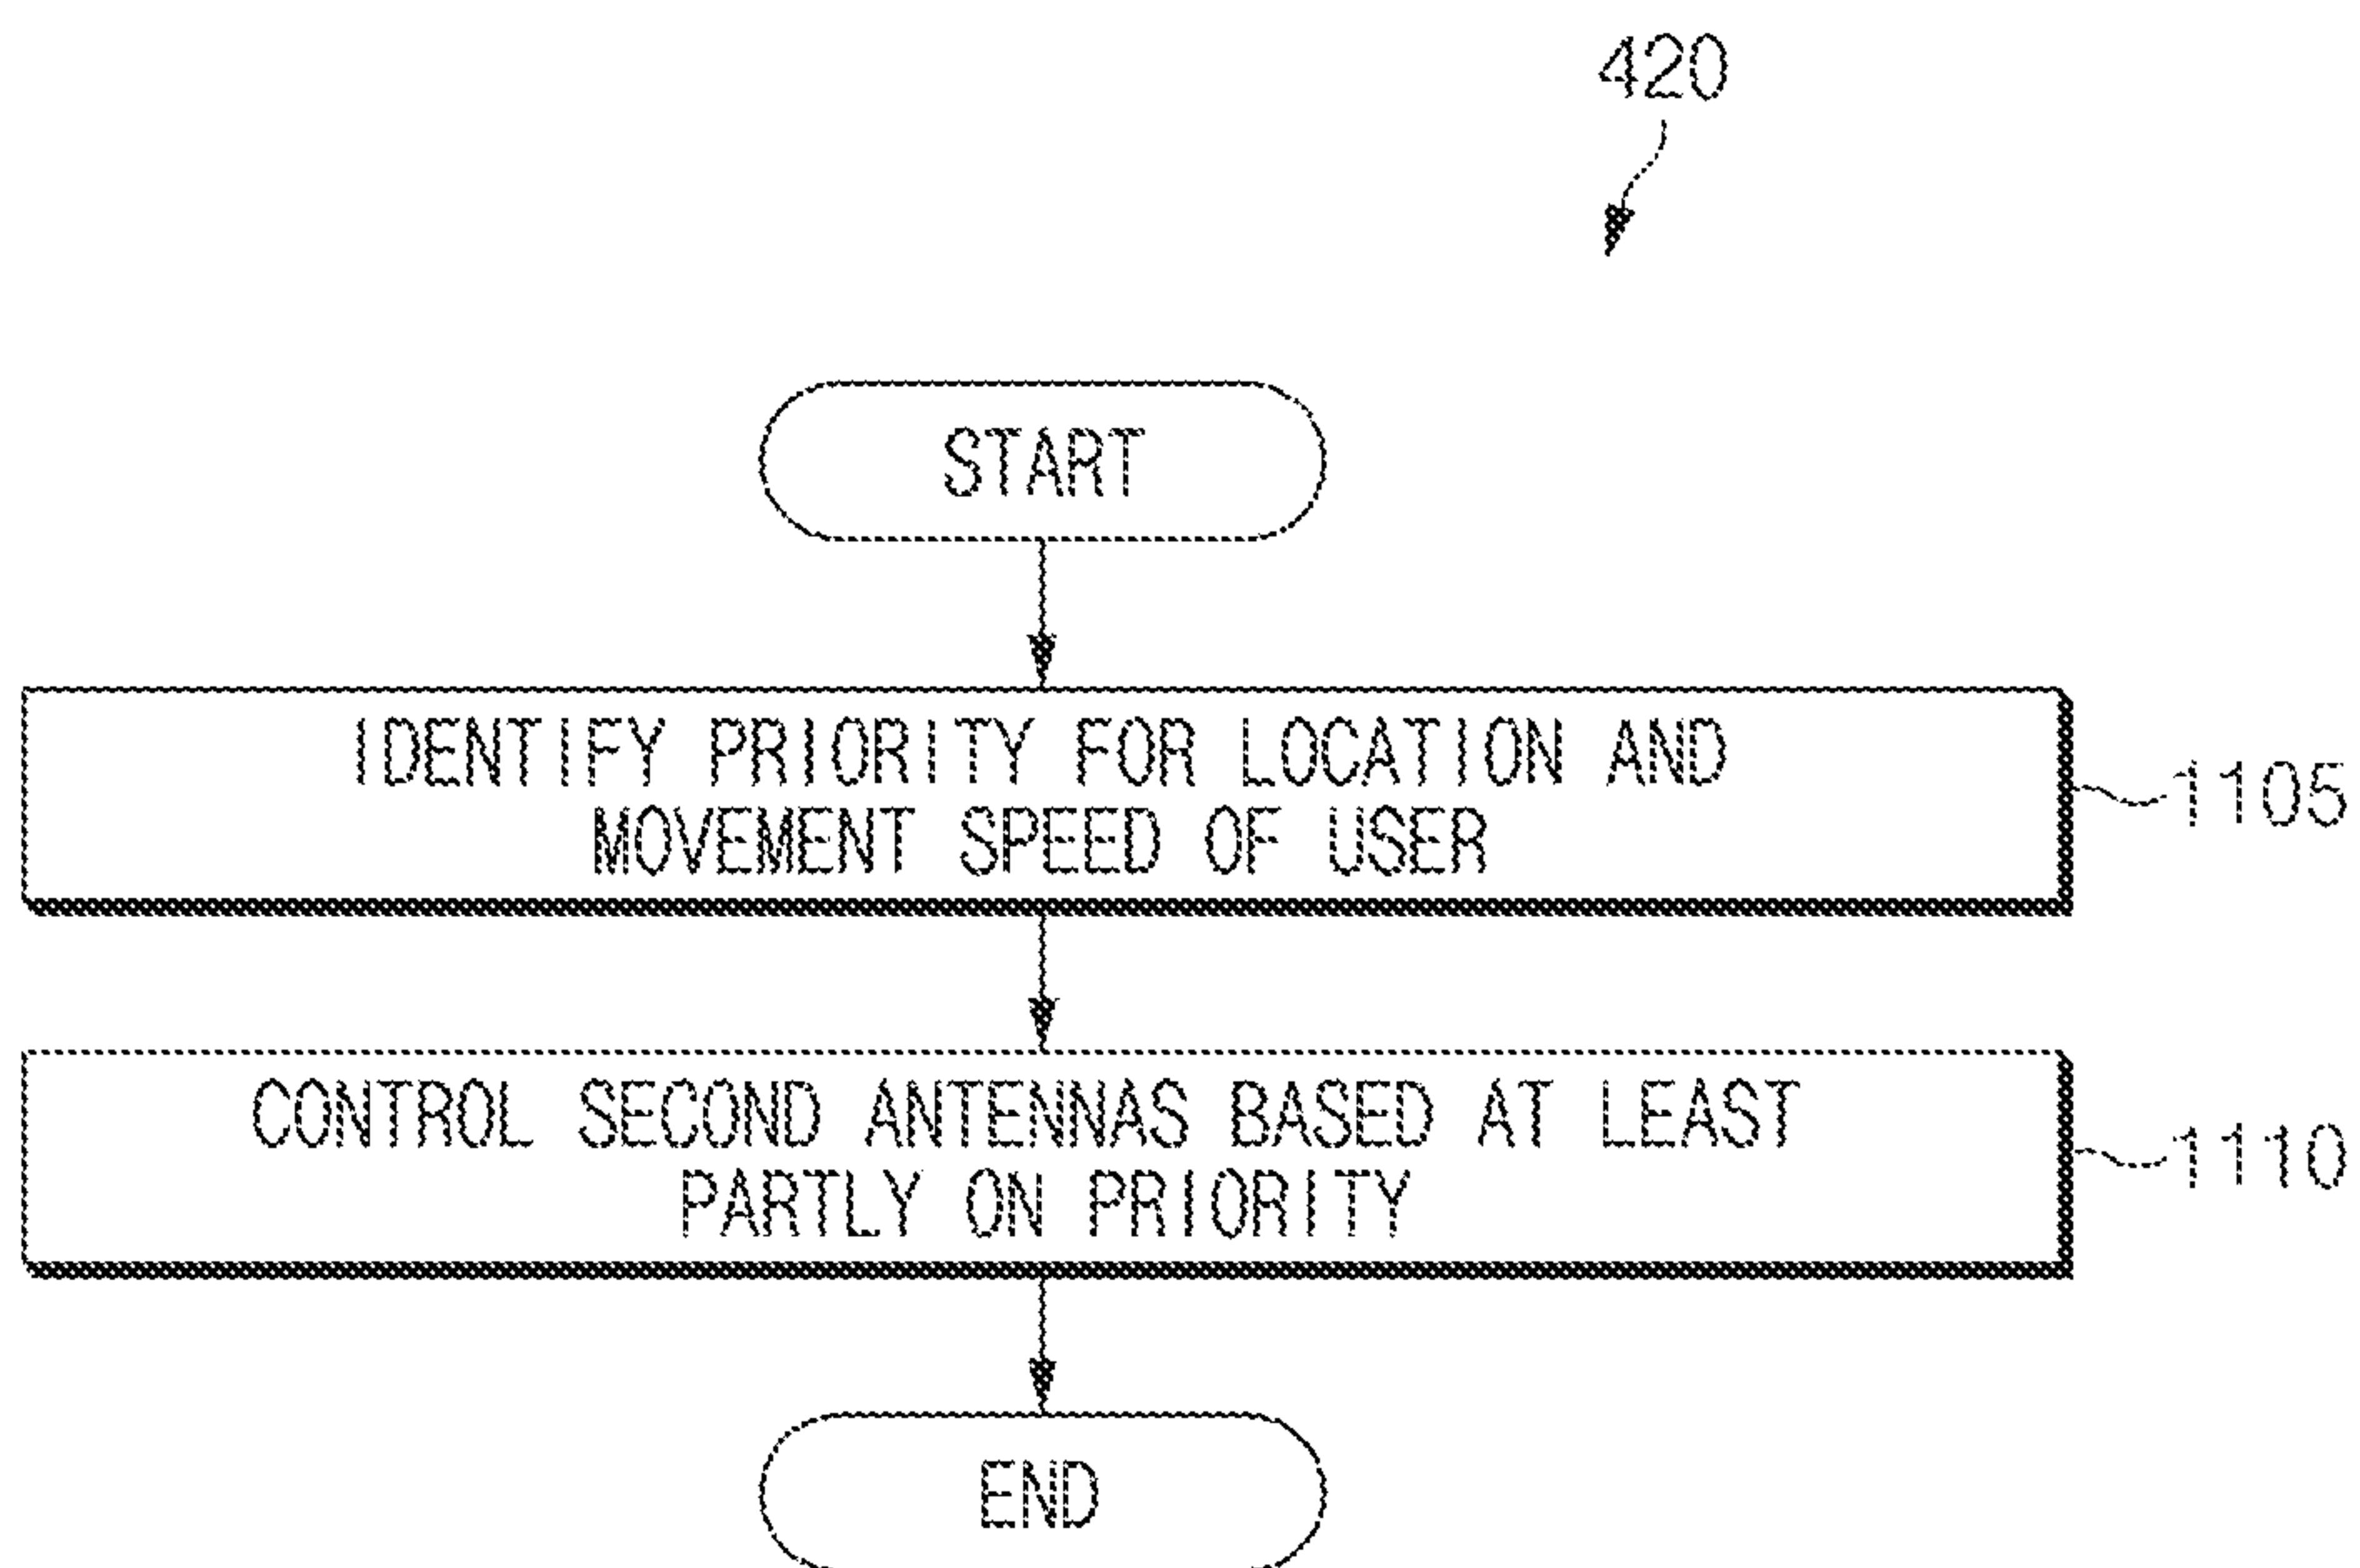 420
START
IDENTIFY PRIORITY FOR LOCATION AND
MOVEMENT SPEED OF USER
1105
CONTROL SECOND ANTENNAS BASED AT LEAST
PARTLY ON PRIORITY
1110
END